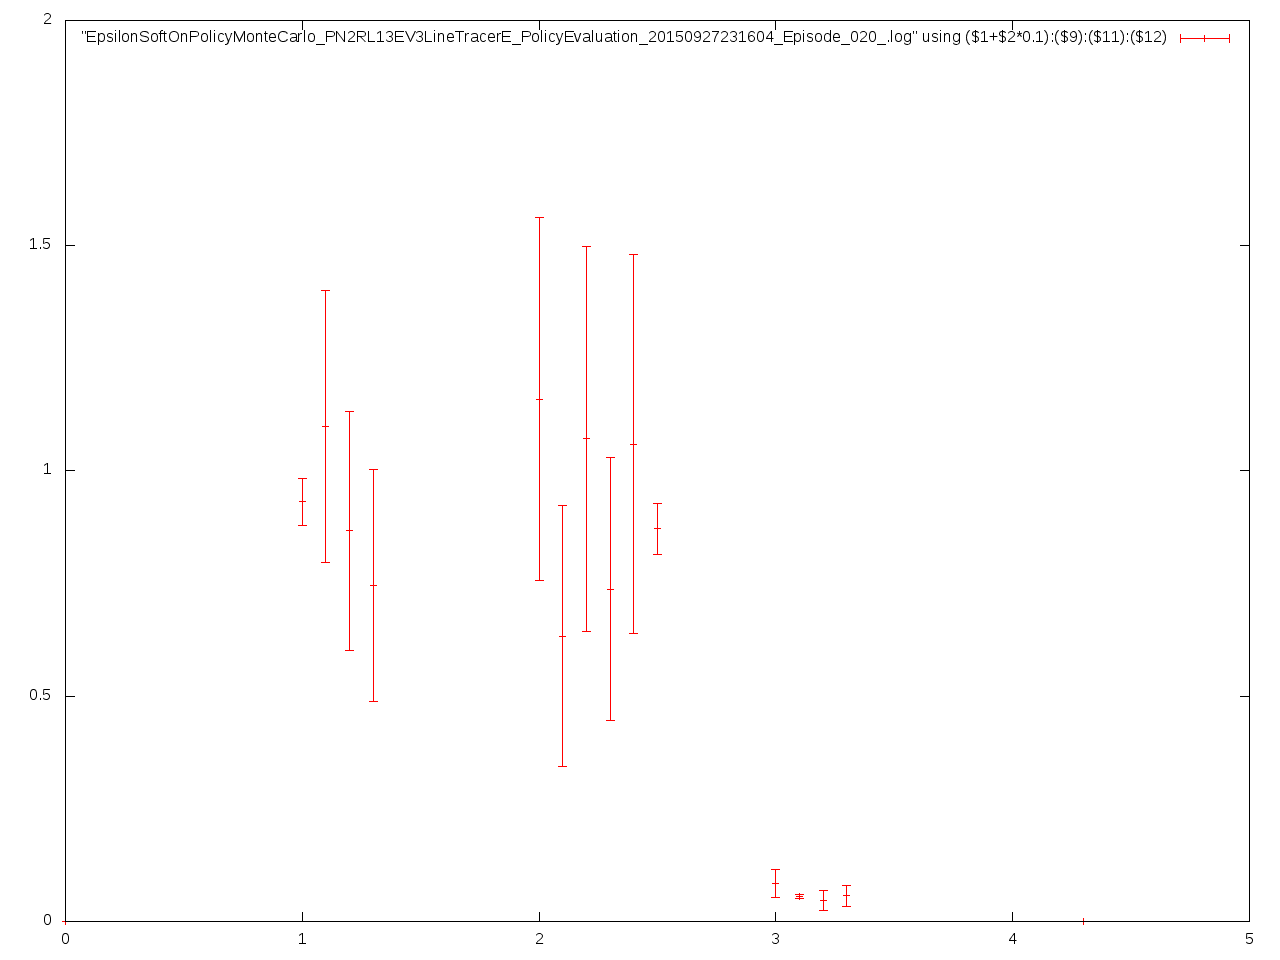 2
"EpsilonSoftOnPolicyMonteCarlo_PN2RL13EV3LineTracerE_PolicyEvaluation_20150927231604_Episode_020_.log" using ($1+$2*0.1):($9):($11):($12)
1.5
1
0.5
0
0 1 2 3 4 5